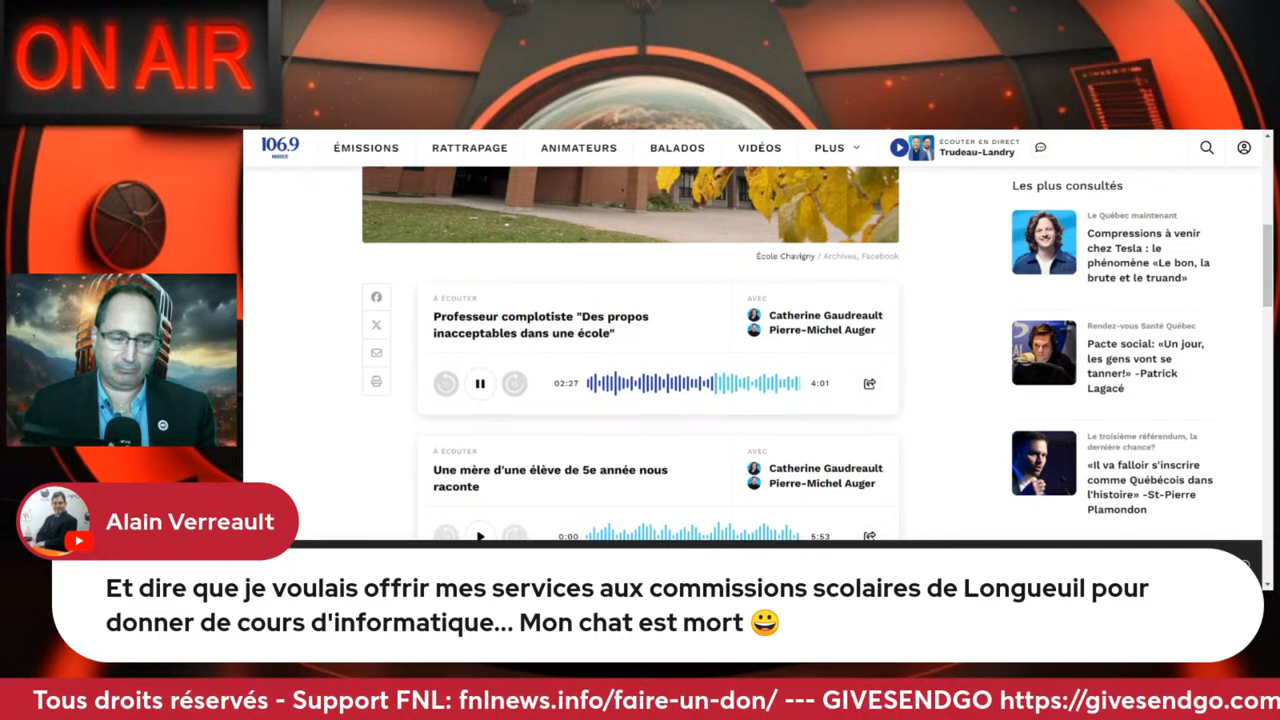 ON AIR
106.9
ÉMISSIONS
RATTRAPAGE
ANIMATEURS
BALADOS
VIDÉOS
PLUS
ÉCOUTER EN DIRECT
Trudeau-Landry
École Chavigny / Archives, Facebook
À ÉCOUTER
Professeur complotiste "Des propos
inacceptables dans une école"
AVEC
Catherine Gaudreault
Pierre-Michel Auger
02:27
4:01
À ÉCOUTER
Une mère d'une élève de 5e année nous
raconte
AVEC
Catherine Gaudreault
Pierre-Michel Auger
0:00
5:53
Les plus consultés
Le Québec maintenant
Compressions à venir
chez Tesla : le
phénomène «Le bon, la
brute et le truand»
Rendez-vous Santé Québec
Pacte social: «Un jour,
les gens vont se
tanner!» -Patrick
Lagacé
Le troisième référendum, la
dernière chance?
«Il va falloir s'inscrire
comme Québécois dans
l'histoire» -St-Pierre
Plamondon
Alain Verreault
Et dire que je voulais offrir mes services aux commissions scolaires de Longueuil pour
donner de cours d'informatique... Mon chat est mort 😀
Tous droits réservés - Support FNL: fnlnews.info/faire-un-don/ --- GIVESENDGO https://givesendgo.com